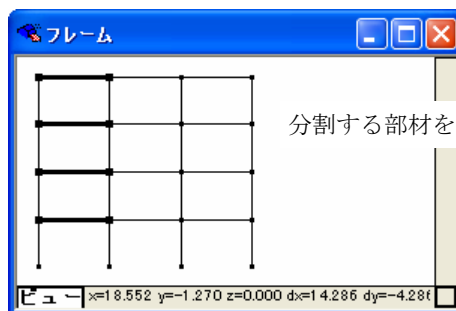 フレーム
分割する部材を
ビュー x=18.552 y=-1.270 z=0.000 dx=14.286 dy=-4.286